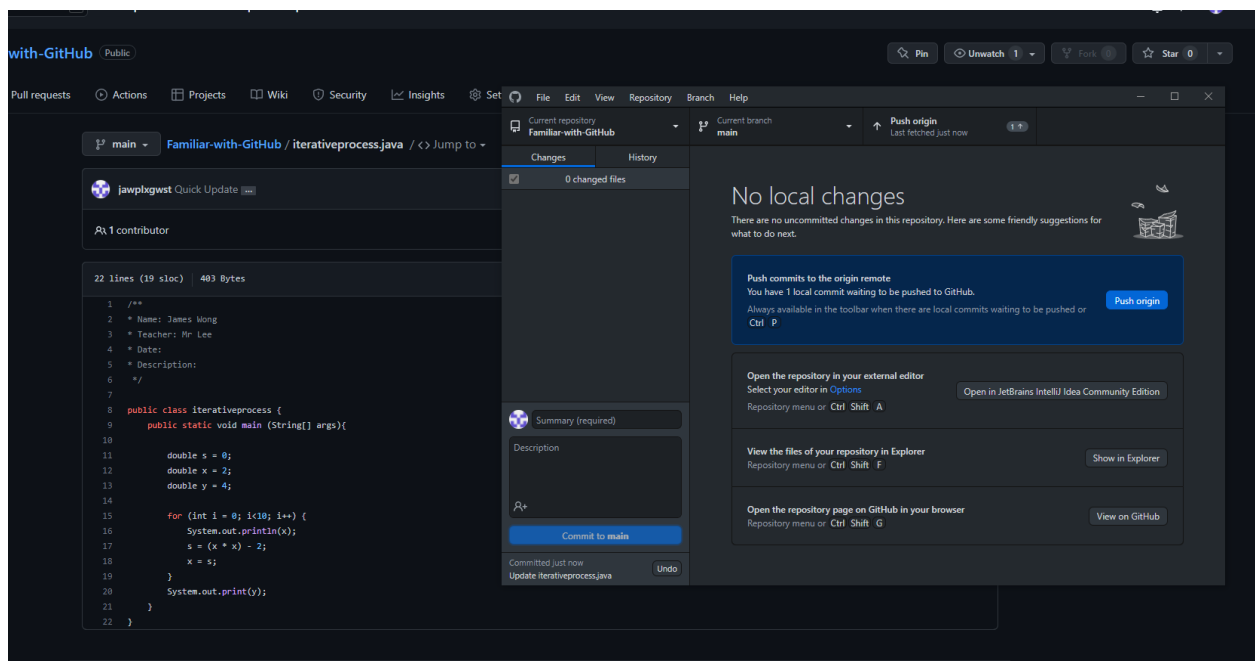 with-GitHub Public
Pin
Unwatch 1
Fork 0
Star 0
Pull requests
Actions
Projects
Wiki
Security
Insights
Set
main
Familiar-with-GitHub / iterativeprocess.java / <> Jump to
jawplxgwst Quick Update ...
1 contributor
22 lines (19 sloc) 403 Bytes
1 /**
2 * Name: James Wong
3 * Teacher: Mr Lee
4 * Date:
5 * Description:
6 */
7
8 public class iterativeprocess {
9 public static void main (String[] args){
10
11 double s = 0;
12 double x = 2;
13 double y = 4;
14
15 for (int i = 0; i<10; i++) {
16 System.out.println(x);
17 s = (x * x) - 2;
18 x = s;
19 }
20 System.out.print(y);
21 }
22 }
File Edit View Repository Branch Help
Current repository
Familiar-with-GitHub
Current branch
main
Push origin
Last fetched just now
1
Changes
History
0 changed files
Summary (required)
Description
Commit to main
Committed just now
Update iterativeprocess.java
Undo
No local changes
There are no uncommitted changes in this repository. Here are some friendly suggestions for
what to do next.
Push commits to the origin remote
You have 1 local commit waiting to be pushed to GitHub.
Always available in the toolbar when there are local commits waiting to be pushed or
Ctrl P
Push origin
Open the repository in your external editor
Select your editor in Options
Repository menu or Ctrl Shift A
Open in JetBrains IntelliJ Idea Community Edition
View the files of your repository in Explorer
Repository menu or Ctrl Shift F
Show in Explorer
Open the repository page on GitHub in your browser
Repository menu or Ctrl Shift G
View on GitHub